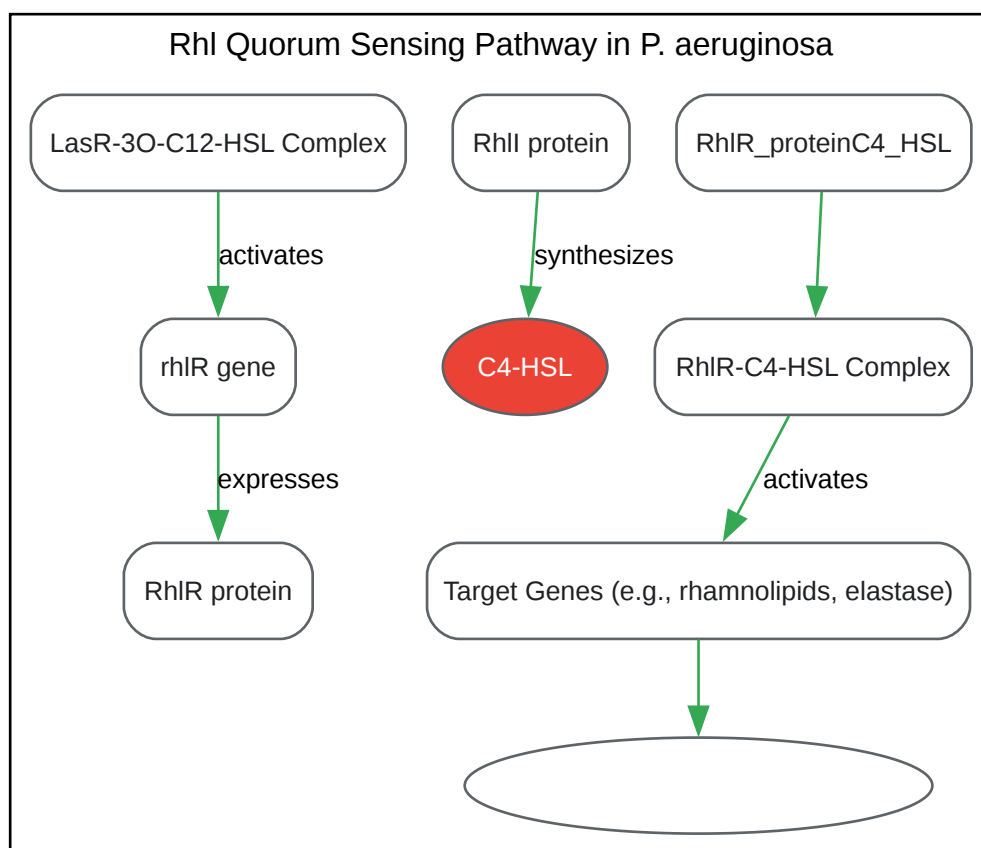 Rhl Quorum Sensing Pathway in P. aeruginosa
LasR-3O-C12-HSL Complex
RhlI protein
RhlR_proteinC4_HSL
activates
synthesizes
rhlR gene
C4-HSL
RhlR-C4-HSL Complex
expresses
activates
RhlR protein
Target Genes (e.g., rhamnolipids, elastase)